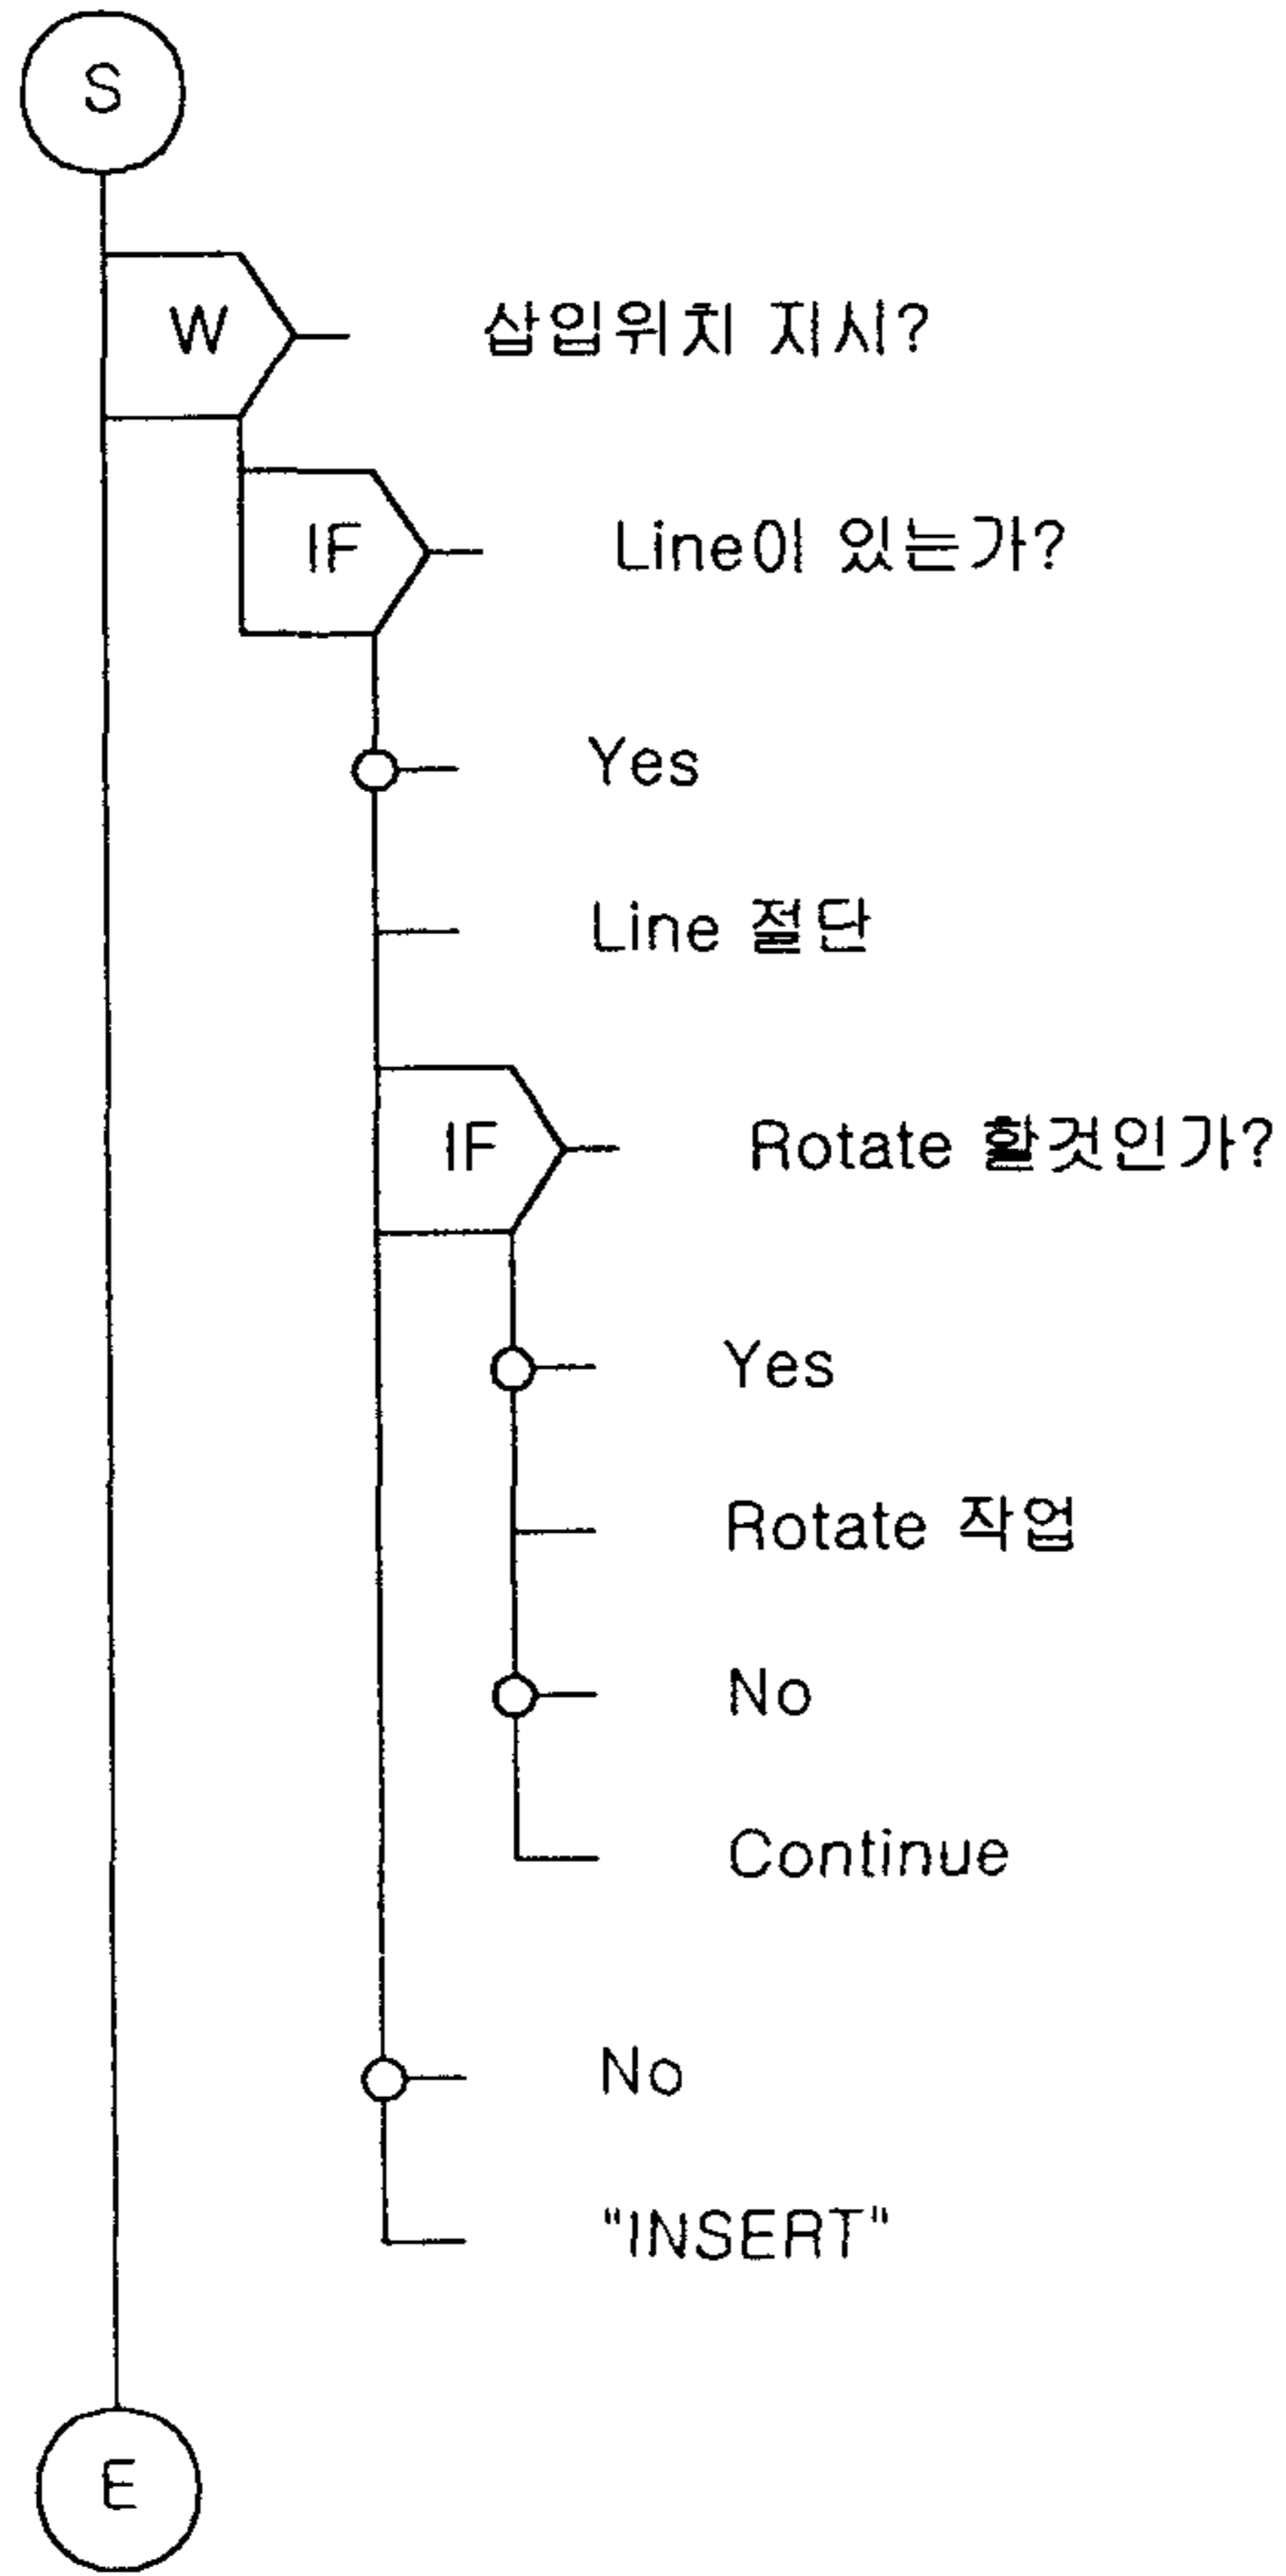 S
W
삽입위치 지시?
IF
Line이 있는가?
Yes
Line 절단
IF
Rotate 할것인가?
Yes
Rotate 작업
No
Continue
No
"INSERT"
E